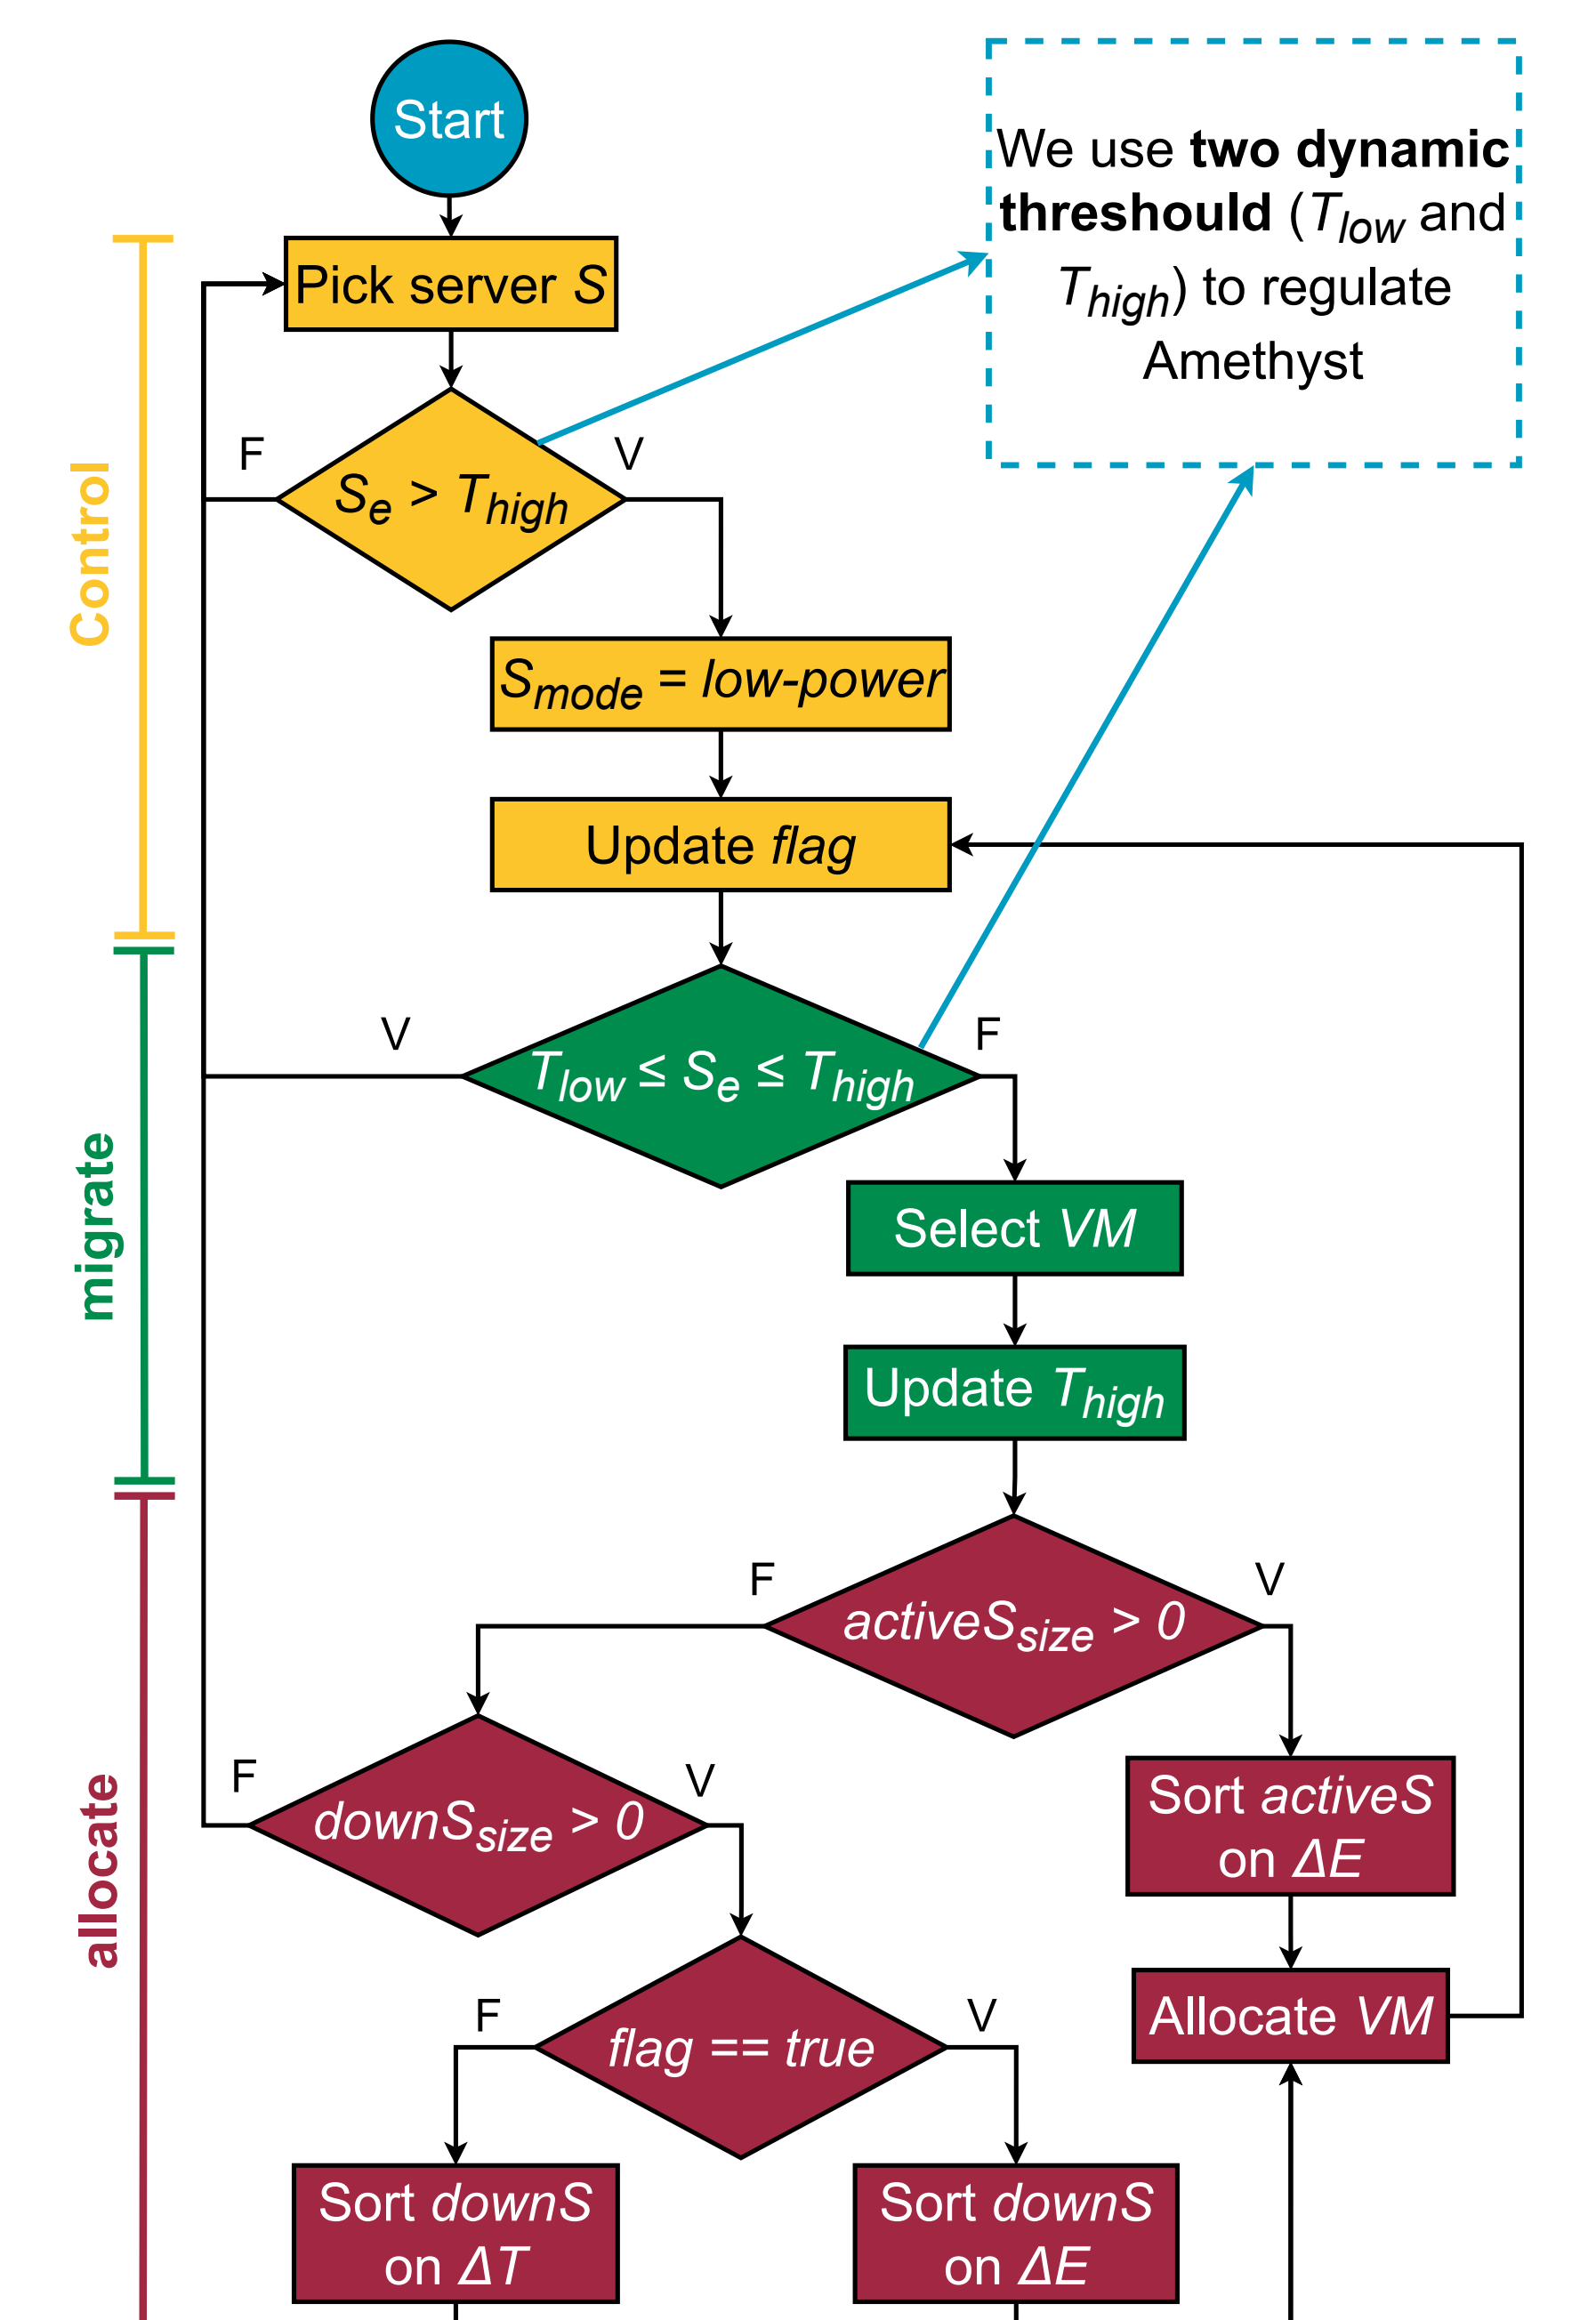 Start
We use two dynamic
threshould (Tlow and
Thigh) to regulate
Amethyst
Pick server S
F
V
Se > Thigh
Control
Smode = low-power
Update flag
V
F
Tlow ≤ Se ≤ Thigh
migrate
Select VM
Update Thigh
F
V
activeSsize > 0
F
V
downSsize > 0
Sort activeS
on ΔE
allocate
F
V
flag == true
Allocate VM
Sort downS
on ΔT
Sort downS
on ΔE